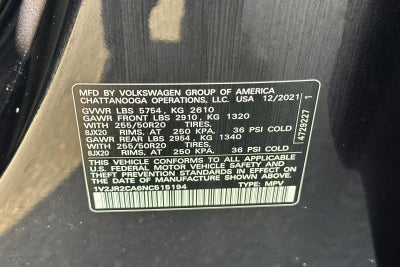 MFD BY VOLKSWAGEN GROUP OF AMERICA
CHATTANOOGA OPERATIONS, LLC. USA 12/2021
GVWR LBS 5754, KG 2610
GAWR FRONT LBS 2910, KG 1320
WITH 255/50R20 TIRES,
8JX20 RIMS, AT 250 KPA, 36 PSI COLD
GAWR REAR LBS 2954, KG 1340
WITH 255/50R20 TIRES,
8JX20 RIMS, AT 250 KPA, 36 PSI COLD
THIS VEHICLE CONFORMS TO ALL APPLICABLE
U.S. FEDERAL MOTOR VEHICLE SAFETY AND
THEFT PREVENTION STANDARDS IN EFFECT ON
THE DATE OF MANUFACTURE SHOWN ABOVE.
1V2JR2CA6NC515194 TYPE: MPV
4729227 1